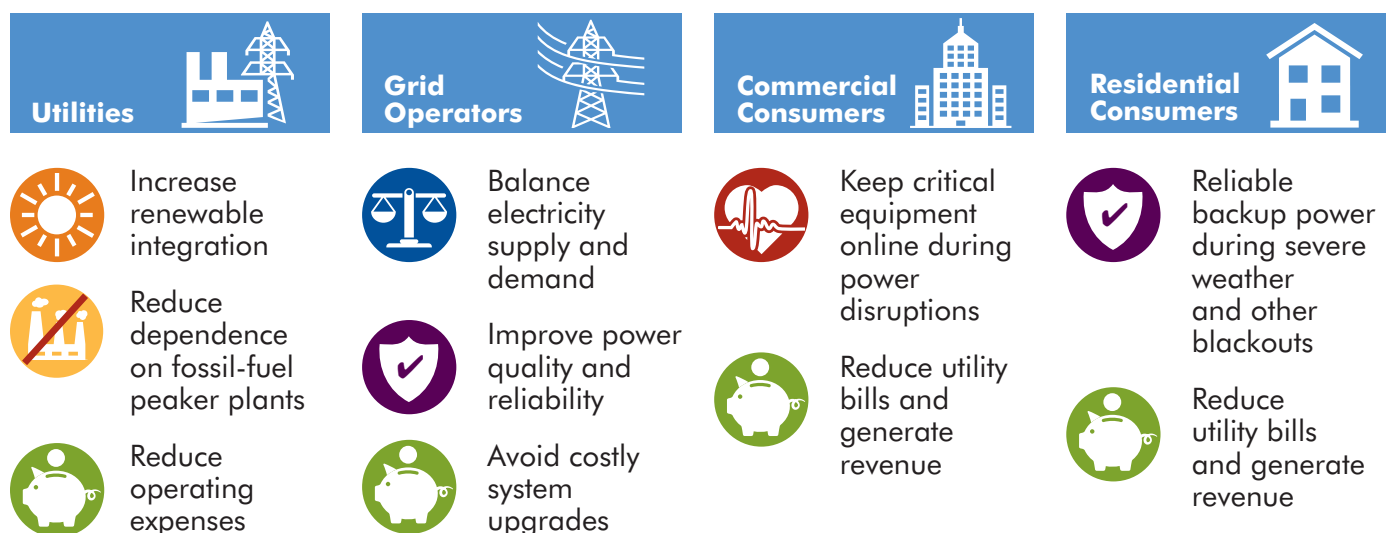 Utilities
Increase
renewable
integration
Reduce
dependence
on fossil-fuel
peaker plants
Reduce
operating
expenses
Grid
Operators
Balance
electricity
supply and
demand
Improve power
quality and
reliability
Avoid costly
system
upgrades
Commercial
Consumers
Keep critical
equipment
online during
power
disruptions
Reduce utility
bills and
generate
revenue
Residential
Consumers
Reliable
backup power
during severe
weather
and other
blackouts
Reduce
utility bills
and generate
revenue